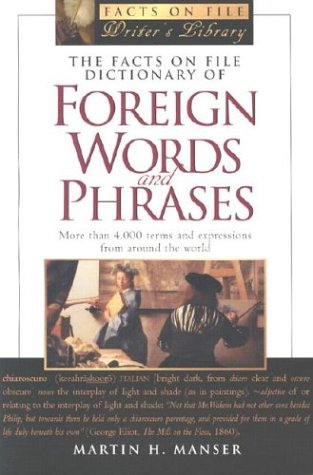 FACTS ON FILE
Writer's Library
THE FACTS ON FILE
DICTIONARY OF
FOREIGN
WORDS
and
PHRASES
More than 4,000 terms and expressions
from around the world
chiaroscuro (keeahräskoorō) ITALIAN (bright dark, from chiaro clear and oscuro
obscure) noun the interplay of light and shade (as in paintings). ~adjective of or
relating to the interplay of light and shade: "Not that Mr.Wakem had not other sons besides
Philip, but towards them he held only a chiaroscuro parentage, and provided for them in a grade
of life duly beneath his own" (George Eliot, The Mill on the Floss, 1860).
MARTIN H. MANSER